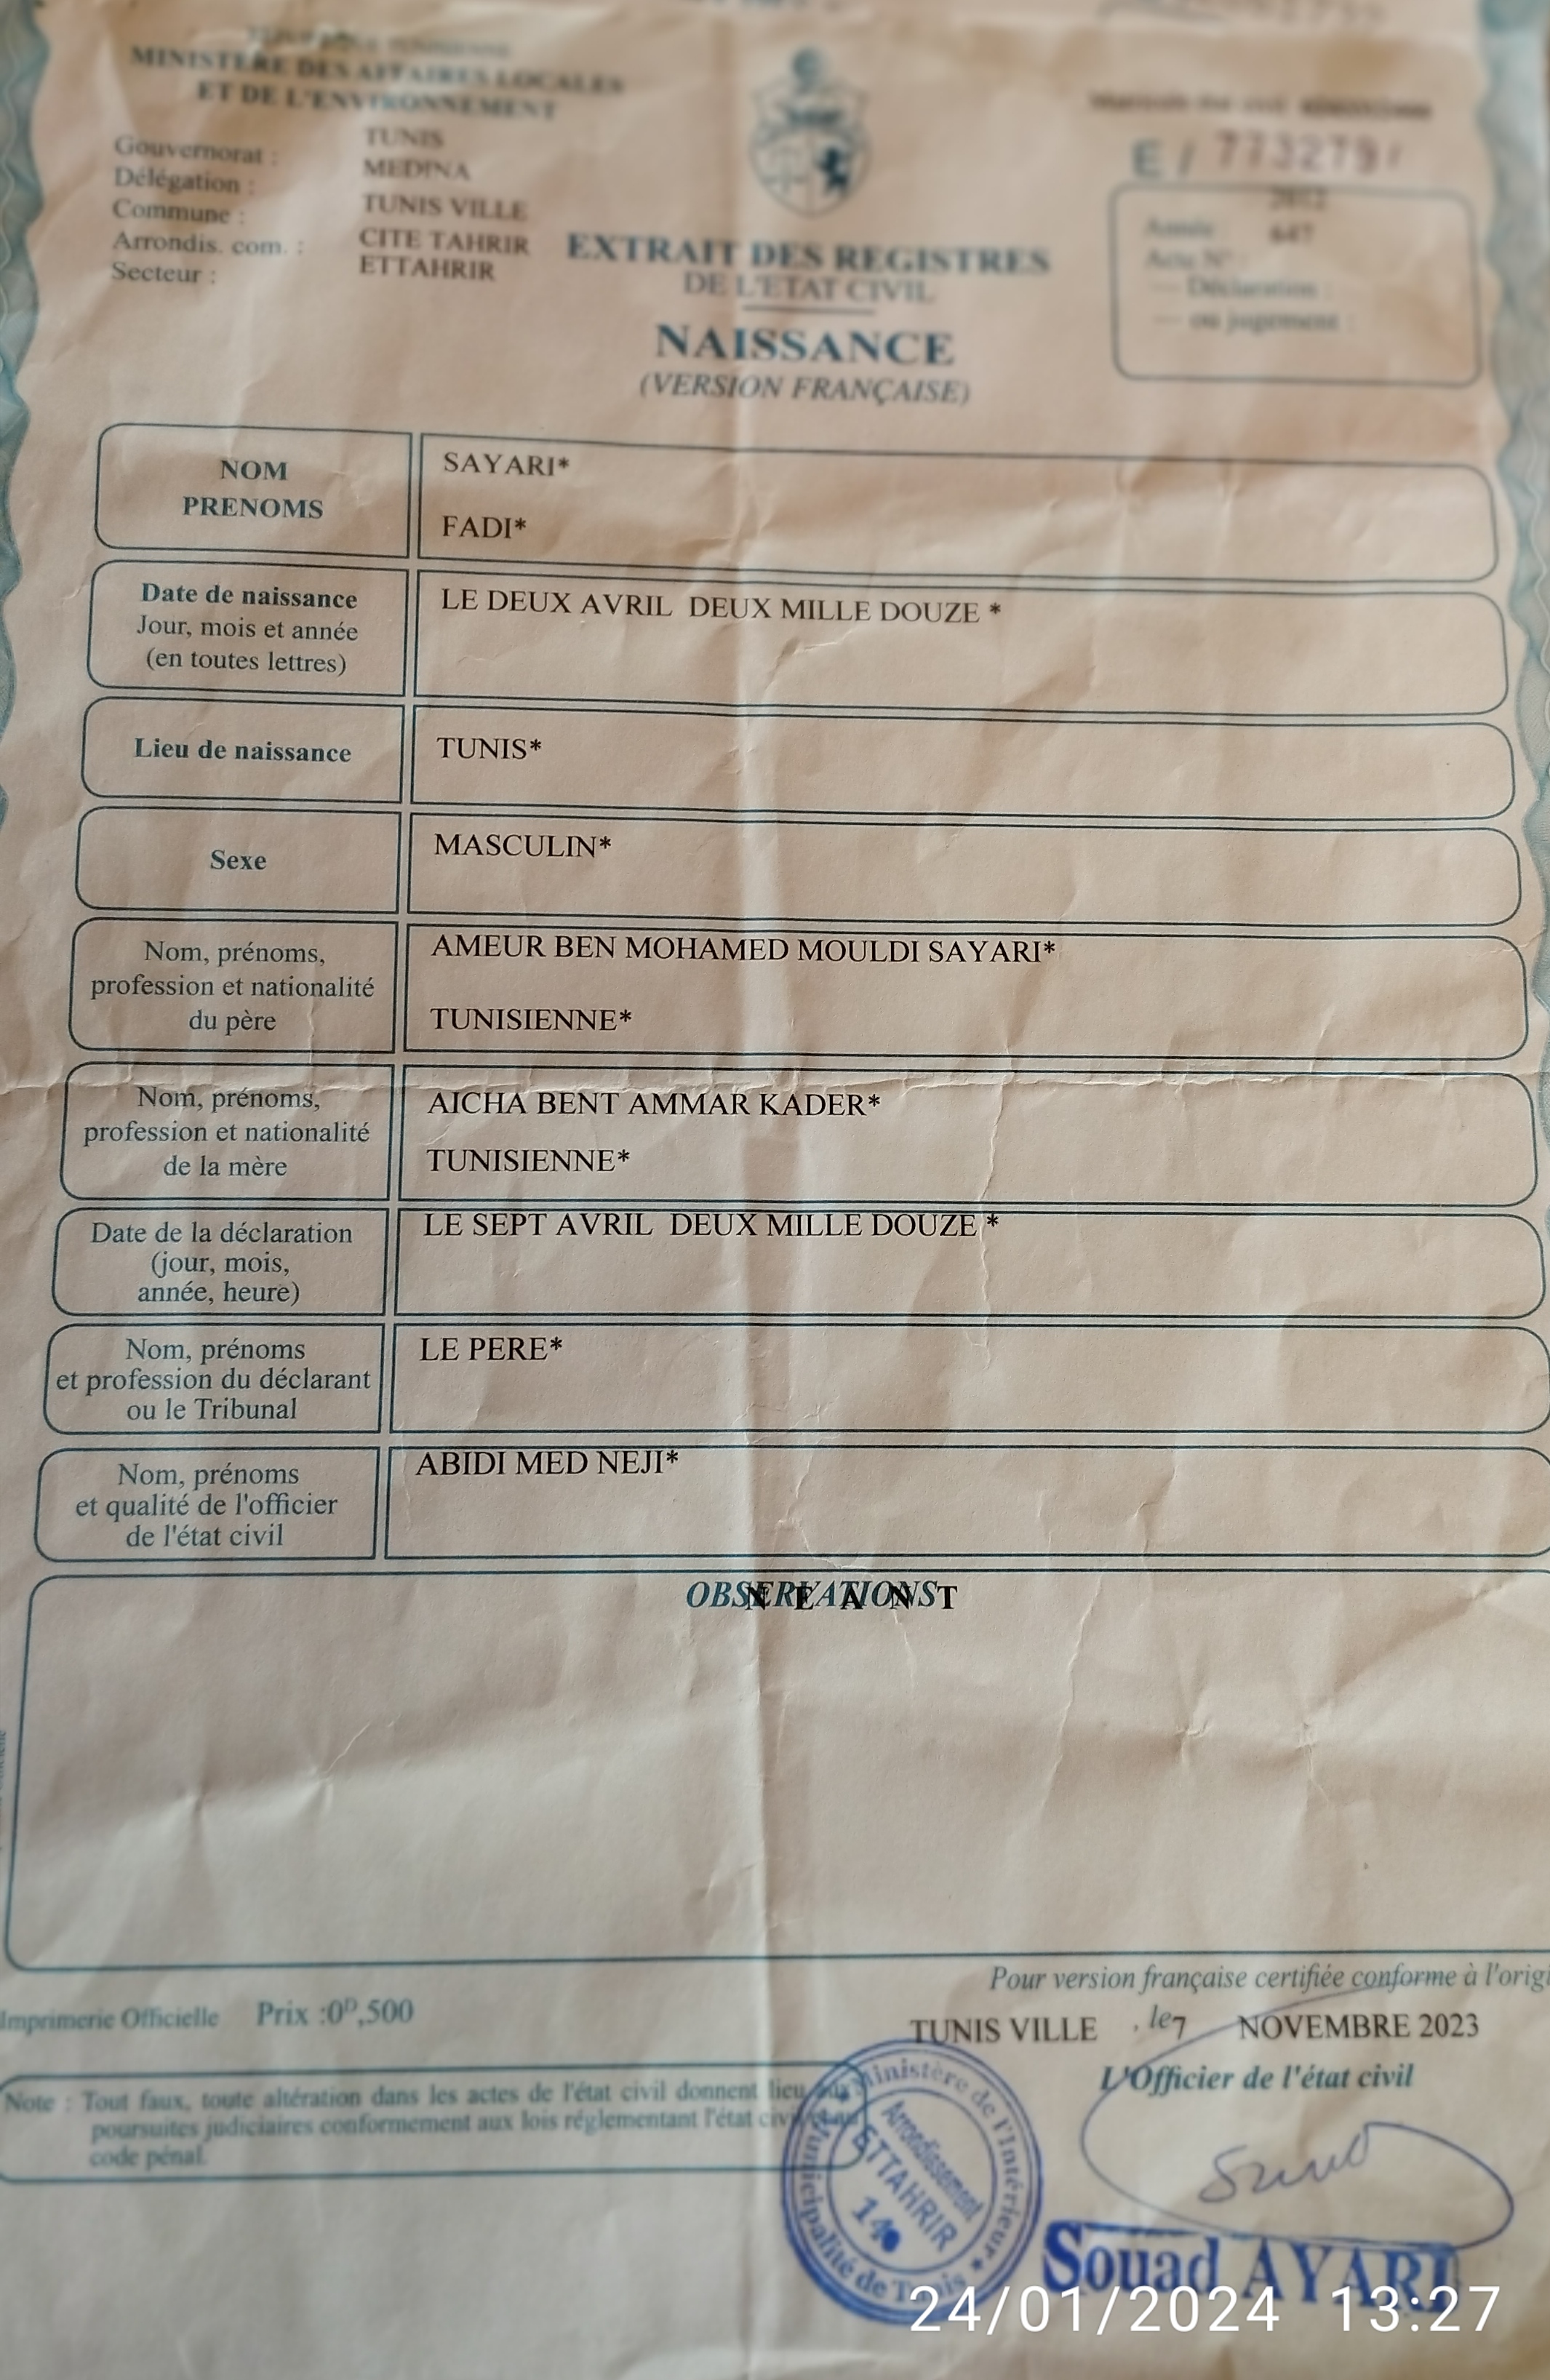 MINISTERE DES AFFAIRES LOCALES
ET DE L'ENVIRONNEMENT
Gouvernorat : TUNIS
Délégation : MEDINA
Commune : TUNIS VILLE
Arrondis. com. : CITE TAHRIR
Secteur : ETTAHRIR
E / 773279 /
2012
Année : 647
Acte N° :
— Déclaration :
— ou jugement :
EXTRAIT DES REGISTRES
DE L'ETAT CIVIL
NAISSANCE
(VERSION FRANÇAISE)
NOM
PRENOMS
SAYARI*
FADI*
Date de naissance
Jour, mois et année
(en toutes lettres)
LE DEUX AVRIL DEUX MILLE DOUZE *
Lieu de naissance
TUNIS*
Sexe
MASCULIN*
Nom, prénoms,
profession et nationalité
du père
AMEUR BEN MOHAMED MOULDI SAYARI*
TUNISIENNE*
Nom, prénoms,
profession et nationalité
de la mère
AICHA BENT AMMAR KADER*
TUNISIENNE*
Date de la déclaration
(jour, mois,
année, heure)
LE SEPT AVRIL DEUX MILLE DOUZE *
Nom, prénoms
et profession du déclarant
ou le Tribunal
LE PERE*
Nom, prénoms
et qualité de l'officier
de l'état civil
ABIDI MED NEJI*
OBSERVATIONS
N E A N T
Pour version française certifiée conforme à l'origi
Imprimerie Officielle Prix :0D,500
TUNIS VILLE , le 7 NOVEMBRE 2023
L'Officier de l'état civil
Note : Tout faux, toute altération dans les actes de l'état civil donnent lieu
poursuites judiciaires conformement aux lois réglementant l'état civil
code pénal.
Ministère de l'Intérieur
Municipalité de Tunis
Arrondissement
ETTAHRIR
14
Souad AYARI
24/01/2024 13:27